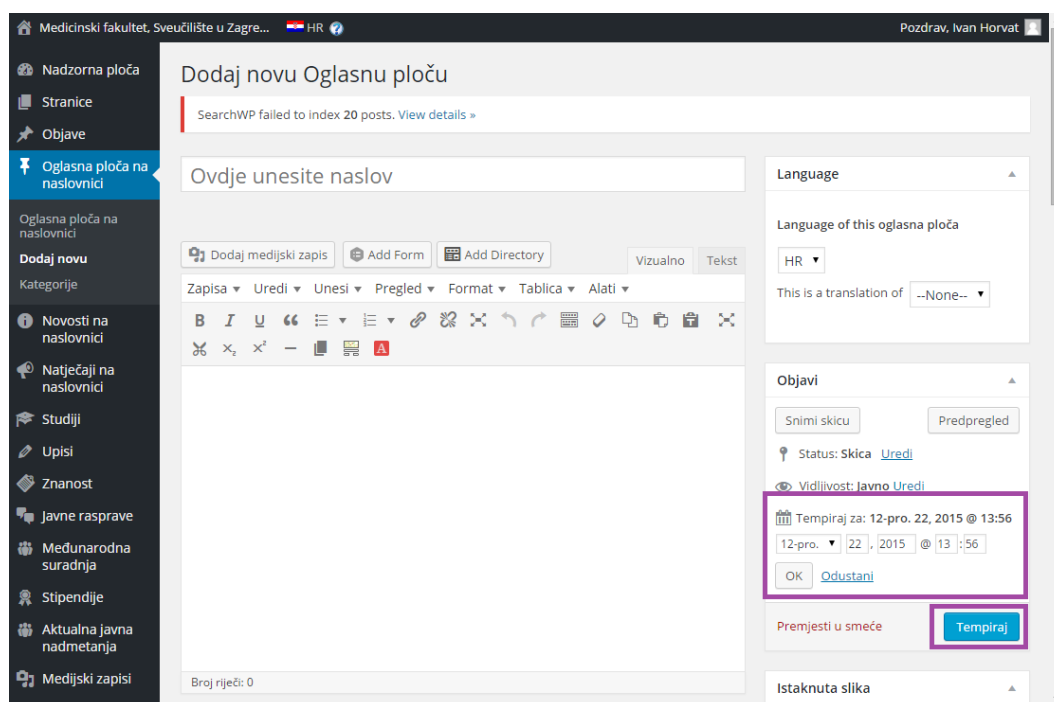 Medicinski fakultet, Sveučilište u Zagre... HR Pozdrav, Ivan Horvat
Nadzorna ploča
Stranice
Objave
Oglasna ploča na
naslovnici
Oglasna ploča na
naslovnici
Dodaj novu
Kategorije
Novosti na
naslovnici
Natječaji na
naslovnici
Studiji
Upisi
Znanost
Javne rasprave
Međunarodna
suradnja
Stipendije
Aktualna javna
nadmetanja
Medijski zapisi
Dodaj novu Oglasnu ploču
SearchWP failed to index 20 posts. View details »
Ovdje unesite naslov
Dodaj medijski zapis Add Form Add Directory Vizualno Tekst
Zapisa Uredi Unesi Pregled Format Tablica Alati
B I U
X₂ X² A
Broj riječi: 0
Language
Language of this oglasna ploča
HR
This is a translation of --None--
Objavi
Snimi skicu Predpregled
Status: Skica Uredi
Vidljivost: Javno Uredi
Tempiraj za: 12-pro. 22, 2015 @ 13:56
12-pro. 22 , 2015 @ 13 : 56
OK Odustani
Premjesti u smeće Tempiraj
Istaknuta slika